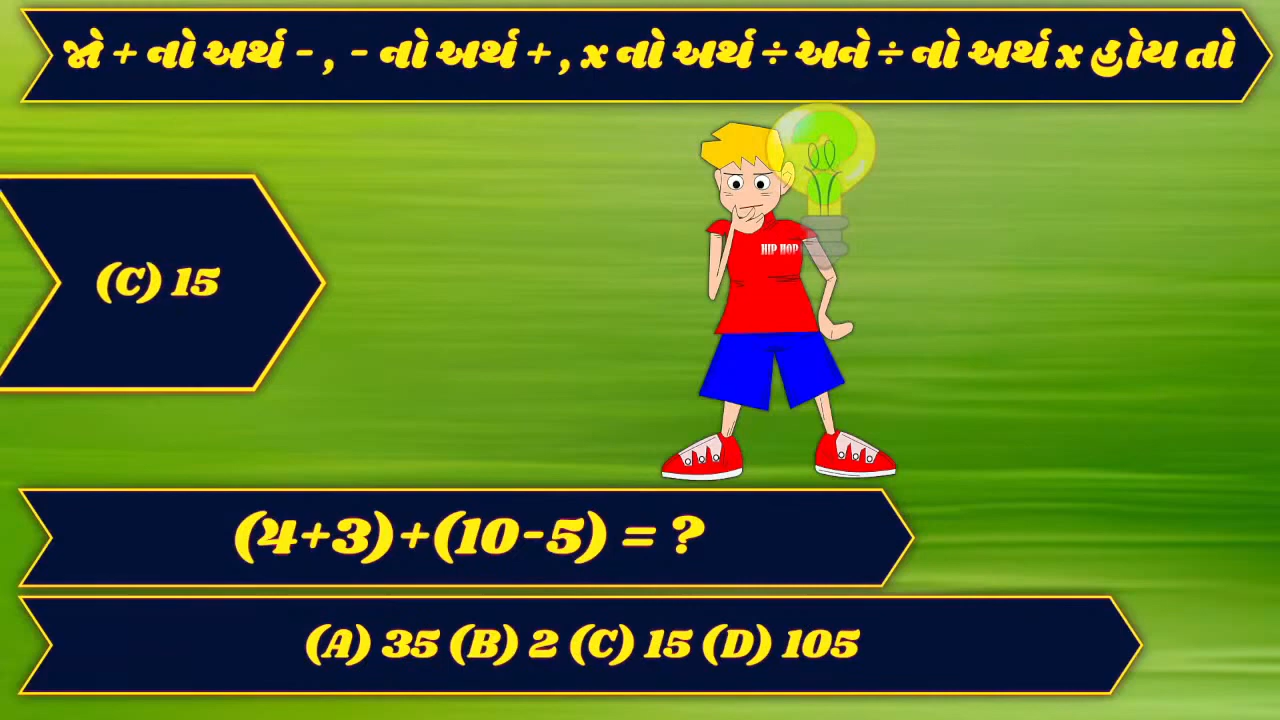 જો + નો અર્થ - , - નો અર્થ + , x નો અર્થ ÷ અને ÷ નો અર્થ x હોય તો
(C) 15
HIP HOP
(4+3)+(10-5) = ?
(A) 35 (B) 2 (C) 15 (D) 105